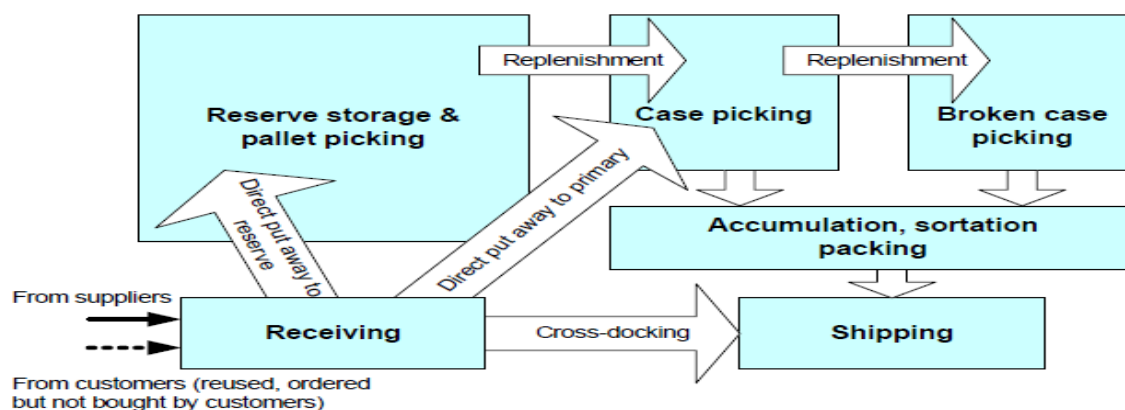 Reserve storage &
pallet picking
Replenishment
Case picking
Replenishment
Broken case
picking
Direct put away to
reserve
Direct put away to primary
Accumulation, sortation
packing
From suppliers
Receiving
Cross-docking
Shipping
From customers (reused, ordered
but not bought by customers)